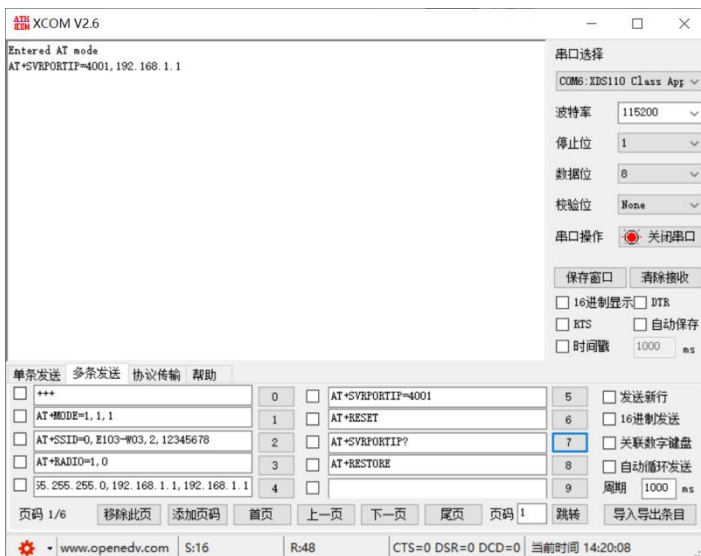 ATK XCOM XCOM V2.6
Entered AT mode
AT+SVRPORTIP=4001,192.168.1.1
串口选择
COM6:XDS110 Class App
波特率 115200
停止位 1
数据位 8
校验位 None
串口操作 关闭串口
保存窗口 清除接收
16进制显示 DTR
RTS 自动保存
时间戳 1000 ms
单条发送 多条发送 协议传输 帮助
+++ 0 AT+SVRPORTIP=4001 5 发送新行
AT+MODE=1,1,1 1 AT+RESET 6 16进制发送
AT+SSID=0,E103-W03,2,12345678 2 AT+SVRPORTIP? 7 关联数字键盘
AT+RADIO=1,0 3 AT+RESTORE 8 自动循环发送
55.255.255.0,192.168.1.1,192.168.1.1 4 9 周期 1000 ms
页码 1/6 移除此页 添加页码 首页 上一页 下一页 尾页 页码 1 跳转 导入导出条目
www.openedv.com S:16 R:48 CTS=0 DSR=0 DCD=0 当前时间 14:20:08